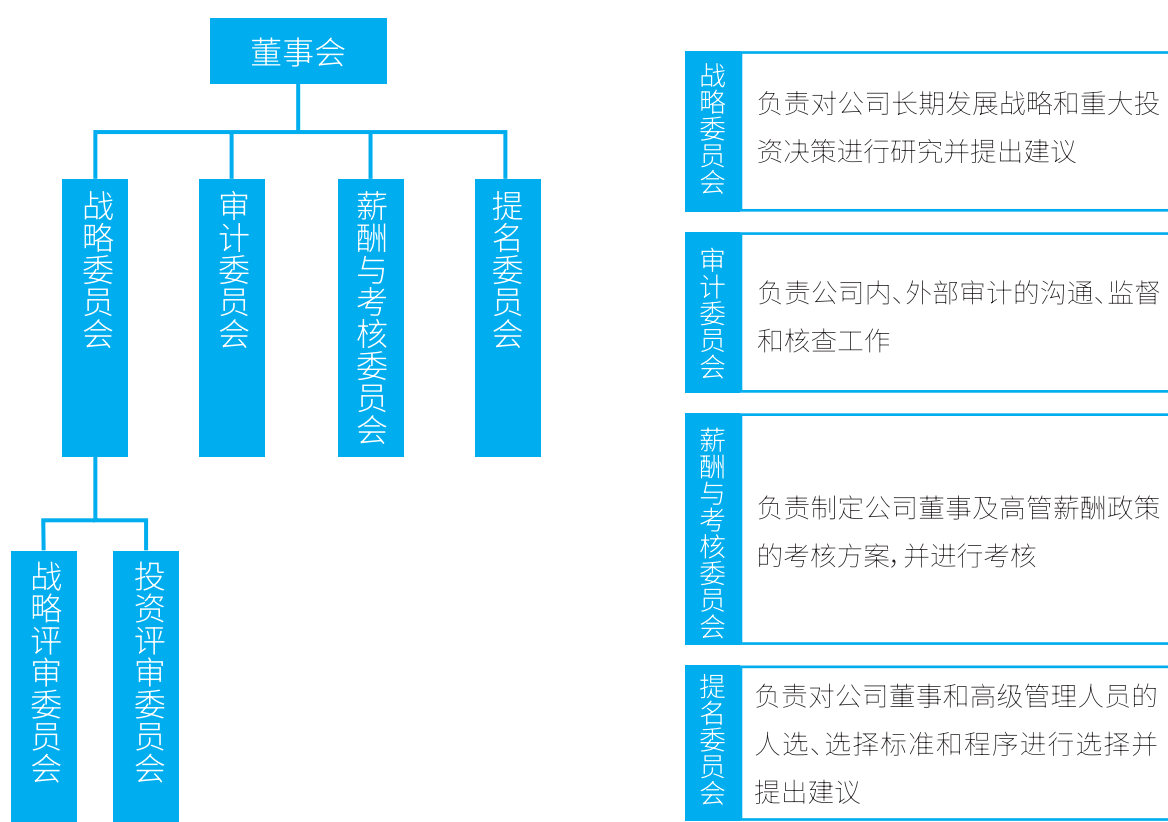 董事会
战略委员会
审计委员会
薪酬与考核委员会
提名委员会
战略评审委员会
投资评审委员会
战略委员会
负责对公司长期发展战略和重大投
资决策进行研究并提出建议
审计委员会
负责公司内、外部审计的沟通、监督
和核查工作
薪酬与考核委员会
负责制定公司董事及高管薪酬政策
的考核方案，并进行考核
提名委员会
负责对公司董事和高级管理人员的
人选、选择标准和程序进行选择并
提出建议